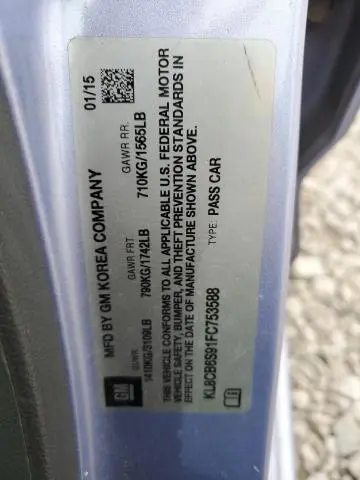 MFD BY GM KOREA COMPANY 01/15
GVWR GAWR FRT. GAWR RR.
1410KG/3109LB 790KG/1742LB 710KG/1565LB
THIS VEHICLE CONFORMS TO ALL APPLICABLE U.S. FEDERAL MOTOR
VEHICLE SAFETY, BUMPER, AND THEFT PREVENTION STANDARDS IN
EFFECT ON THE DATE OF MANUFACTURE SHOWN ABOVE.
TYPE: PASS CAR
KL8CB6S91FC753588
GM